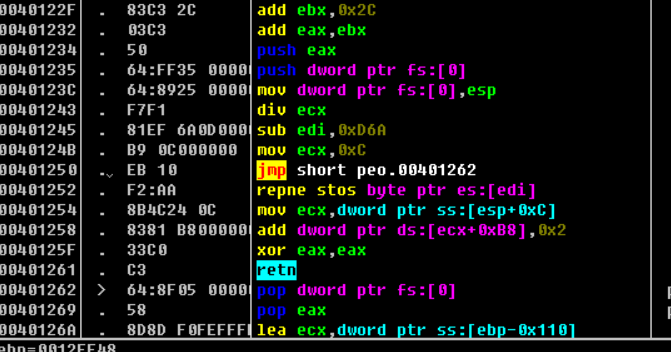 0040122F . 83C3 2C add ebx,0x2C
00401232 . 03C3 add eax,ebx
00401234 . 50 push eax
00401235 . 64:FF35 00000 push dword ptr fs:[0]
0040123C . 64:8925 00000 mov dword ptr fs:[0],esp
00401243 . F7F1 div ecx
00401245 . 81EF 6A0D0000 sub edi,0xD6A
0040124B . B9 0C000000 mov ecx,0xC
00401250 . EB 10 jmp short peo.00401262
00401252 . F2:AA repne stos byte ptr es:[edi]
00401254 . 8B4C24 0C mov ecx,dword ptr ss:[esp+0xC]
00401258 . 8381 B8000000 add dword ptr ds:[ecx+0xB8],0x2
0040125F . 33C0 xor eax,eax
00401261 . C3 retn
00401262 > 64:8F05 00000 pop dword ptr fs:[0]
00401269 . 58 pop eax
0040126A . 8D8D F0FEFFFF lea ecx,dword ptr ss:[ebp-0x110]
ebp=0012FF48